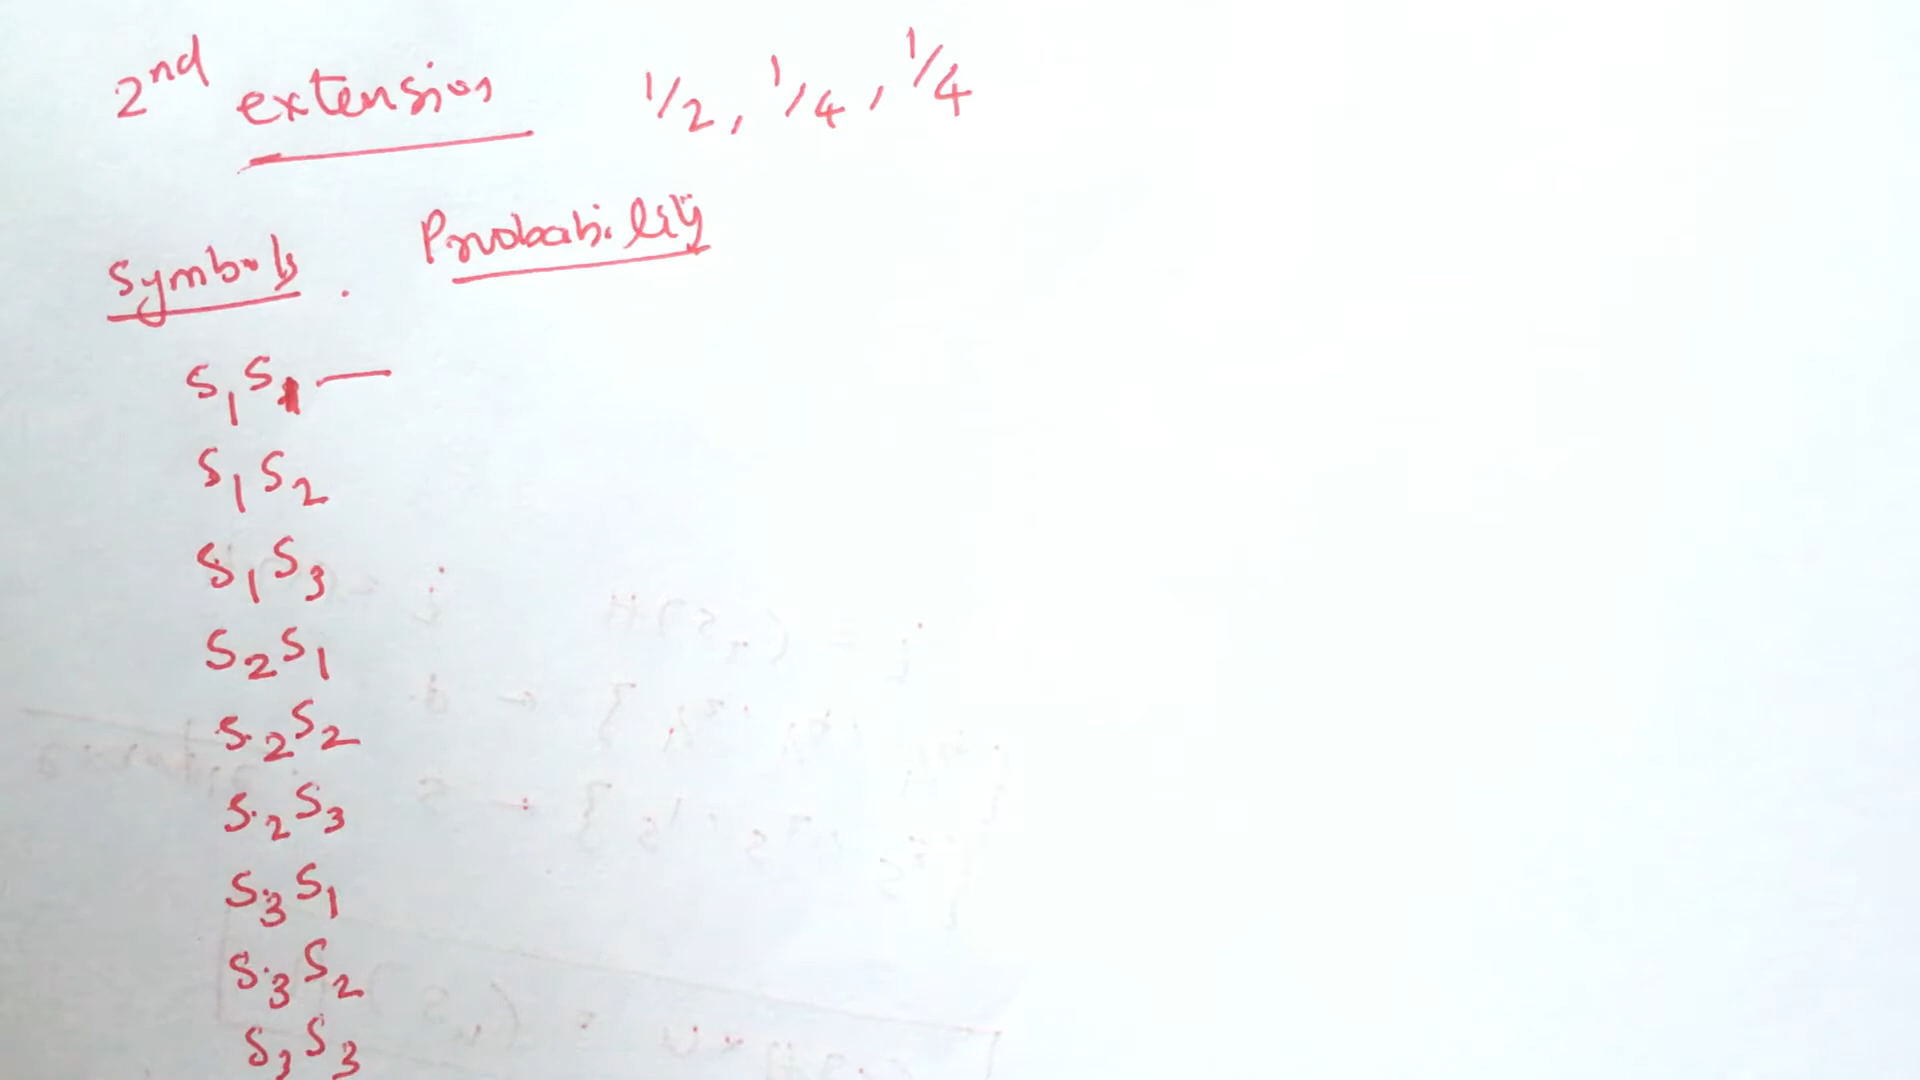 2nd extension 1/2, 1/4, 1/4
Symbols. Probability
S1S1 —
S1S2
S1S3
S2S1
S2S2
S2S3
S3S1
S3S2
S3S3